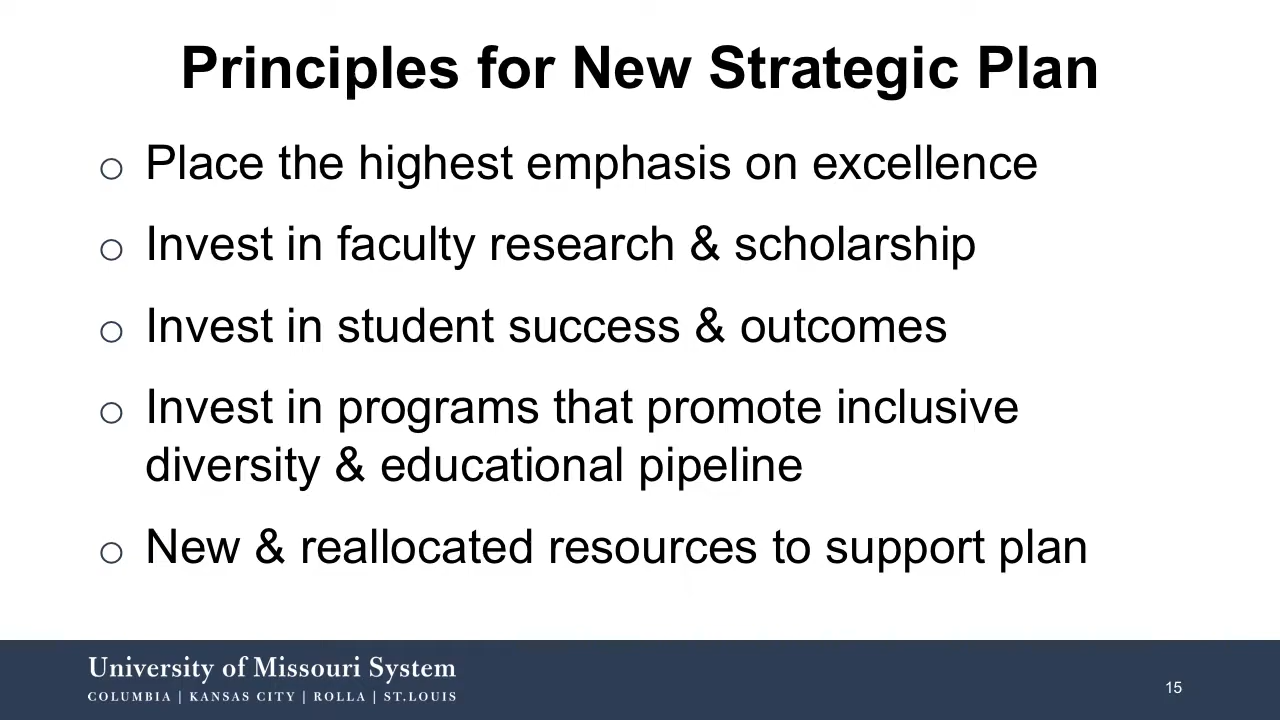 Principles for New Strategic Plan
o Place the highest emphasis on excellence
o Invest in faculty research & scholarship
o Invest in student success & outcomes
o Invest in programs that promote inclusive
diversity & educational pipeline
o New & reallocated resources to support plan
University of Missouri System
COLUMBIA | KANSAS CITY | ROLLA | ST.LOUIS
15